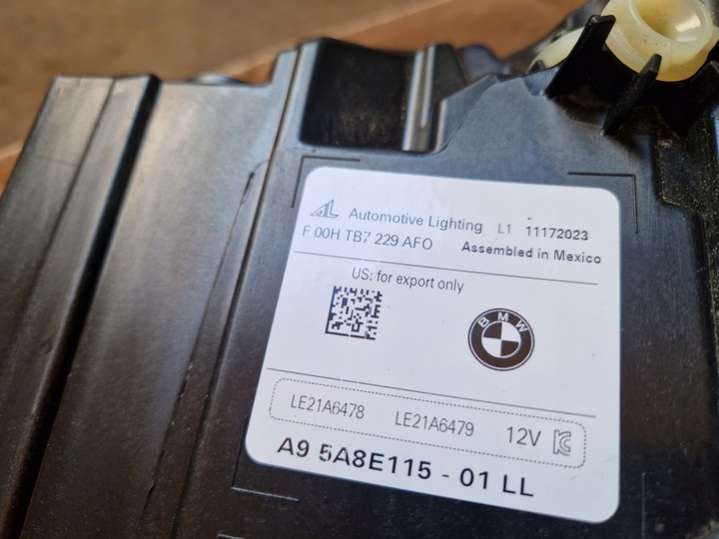 AL Automotive Lighting L1 11172023
F 00H TB7 229 AFO Assembled in Mexico
US: for export only
BMW
LE21A6478 LE21A6479 12V
A9 5A8E115 - 01 LL